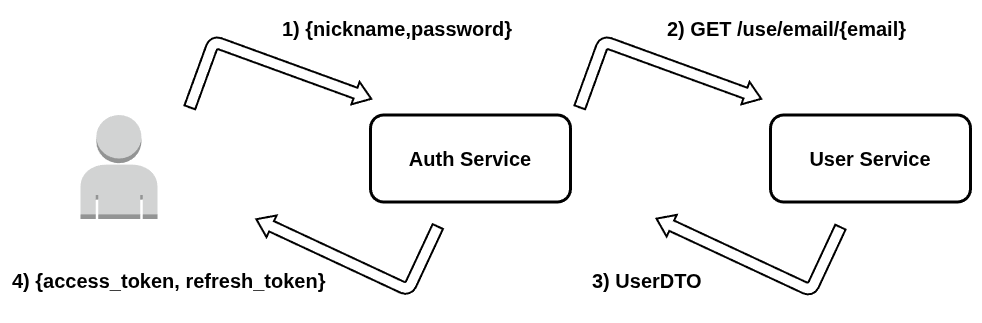 1) {nickname,password}
2) GET /use/email/{email}
Auth Service
User Service
4) {access_token, refresh_token}
3) UserDTO